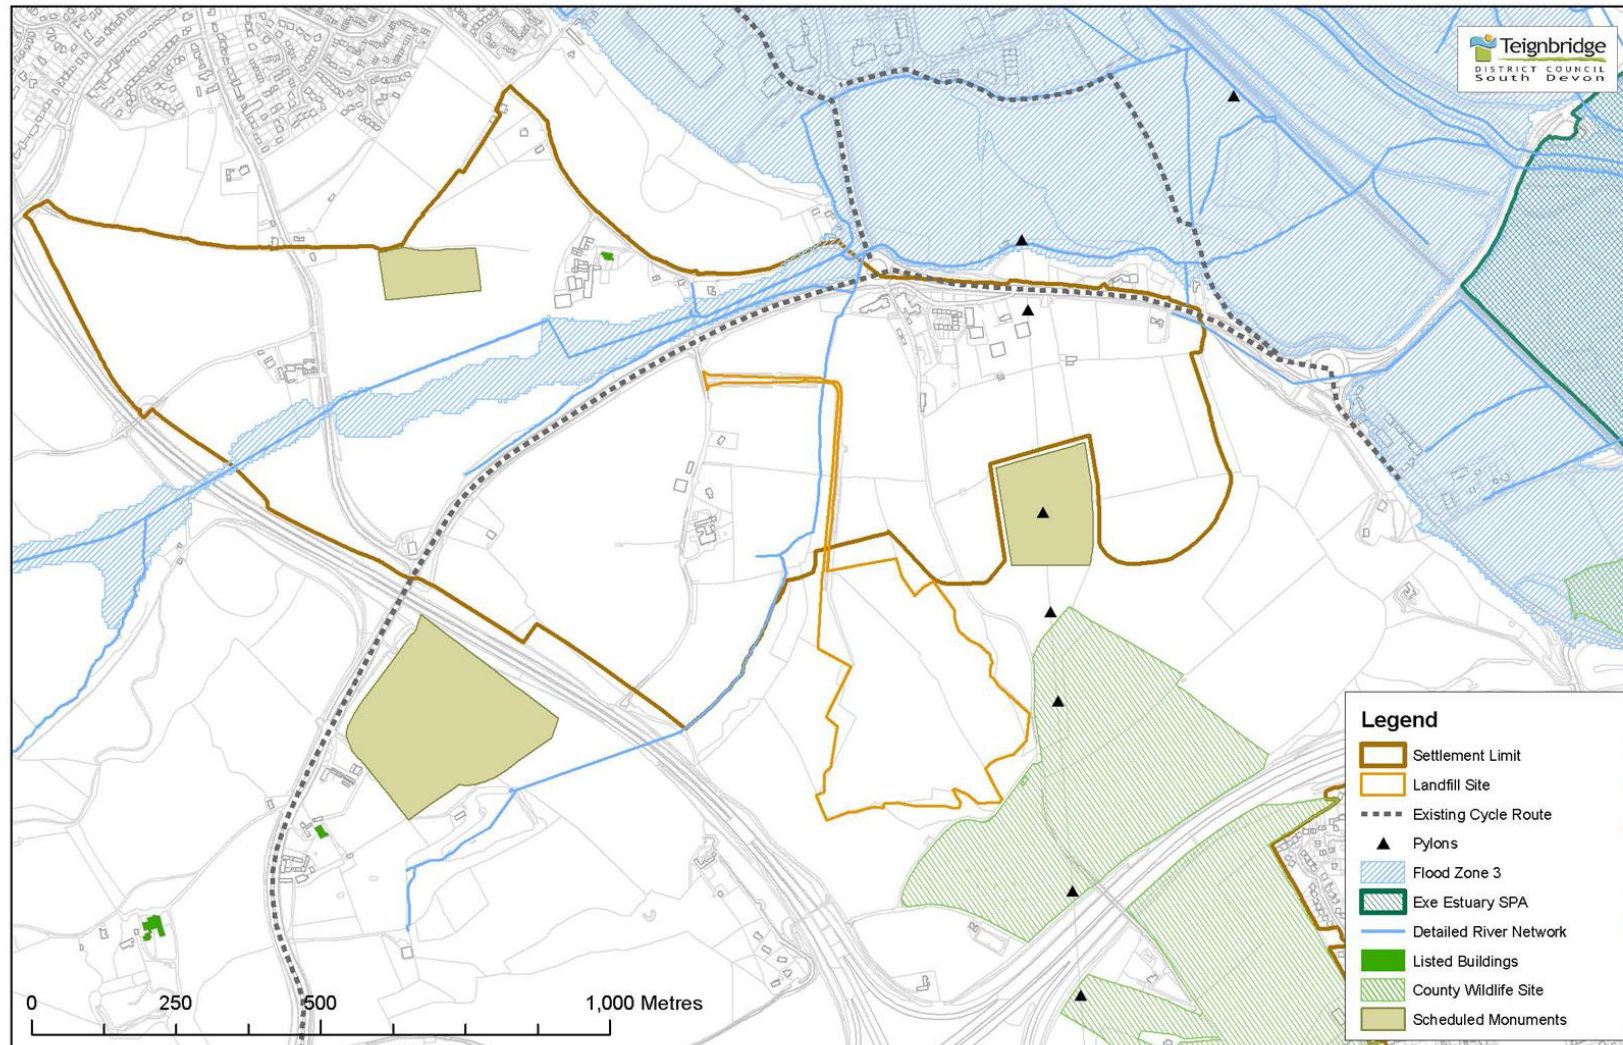 Teignbridge
DISTRICT COUNCIL
South Devon
Legend
Settlement Limit
Landfill Site
Existing Cycle Route
Pylons
Flood Zone 3
Exe Estuary SPA
Detailed River Network
Listed Buildings
County Wildlife Site
Scheduled Monuments
0 250 500 1,000 Metres